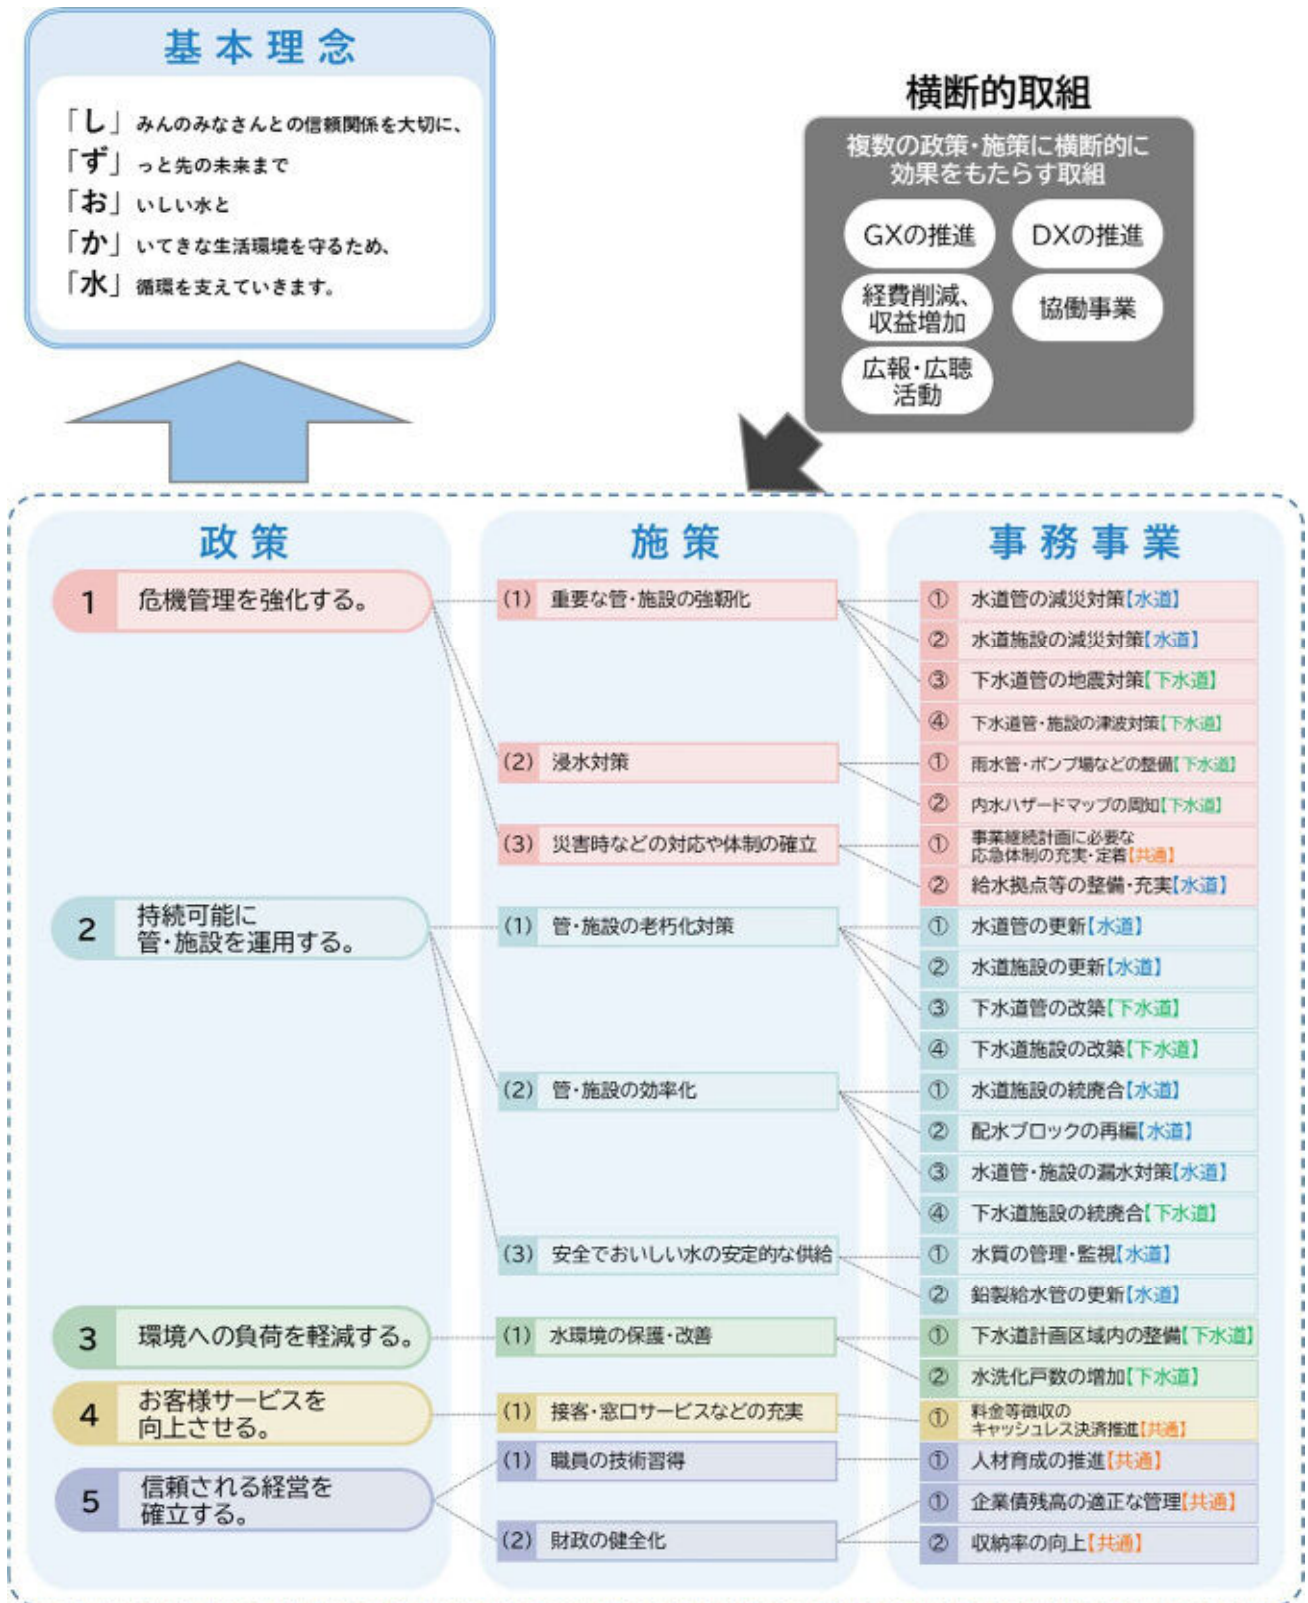 基本理念
「し」みんのみなさんとの信頼関係を大切に、
「ず」っと先の未来まで
「お」いしい水と
「か」いてきな生活環境を守るため、
「水」循環を支えていきます。
横断的取組
複数の政策・施策に横断的に
効果をもたらす取組
GXの推進
DXの推進
経費削減、
収益増加
協働事業
広報・広聴
活動
政策
施策
事務事業
1 危機管理を強化する。
(1) 重要な管・施設の強靭化
① 水道管の減災対策【水道】
② 水道施設の減災対策【水道】
③ 下水道管の地震対策【下水道】
④ 下水道管・施設の津波対策【下水道】
(2) 浸水対策
① 雨水管・ポンプ場などの整備【下水道】
② 内水ハザードマップの周知【下水道】
(3) 災害時などの対応や体制の確立
① 事業継続計画に必要な
応急体制の充実・定着【共通】
② 給水拠点等の整備・充実【水道】
2 持続可能に
管・施設を運用する。
(1) 管・施設の老朽化対策
① 水道管の更新【水道】
② 水道施設の更新【水道】
③ 下水道管の改築【下水道】
④ 下水道施設の改築【下水道】
(2) 管・施設の効率化
① 水道施設の統廃合【水道】
② 配水ブロックの再編【水道】
③ 水道管・施設の漏水対策【水道】
④ 下水道施設の統廃合【下水道】
(3) 安全でおいしい水の安定的な供給
① 水質の管理・監視【水道】
② 鉛製給水管の更新【水道】
3 環境への負荷を軽減する。
(1) 水環境の保護・改善
① 下水道計画区域内の整備【下水道】
② 水洗化戸数の増加【下水道】
4 お客様サービスを
向上させる。
(1) 接客・窓口サービスなどの充実
① 料金等徴収の
キャッシュレス決済推進【共通】
5 信頼される経営を
確立する。
(1) 職員の技術習得
① 人材育成の推進【共通】
(2) 財政の健全化
① 企業債残高の適正な管理【共通】
② 収納率の向上【共通】